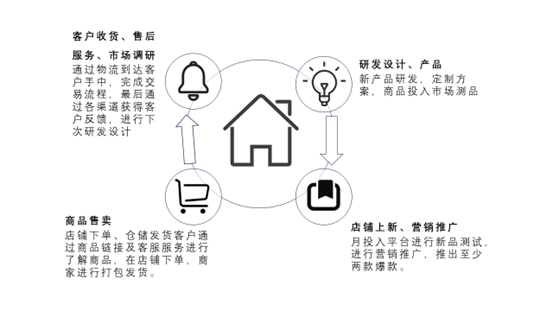 客户收货、售后
服务、市场调研
通过物流到达客
户手中，完成交
易流程，最后通
过各渠道获得客
户反馈，进行下
次研发设计
研发设计、产品
新产品研发，定制方
案，商品投入市场测品
商品售卖
店铺下单、仓储发货客户通
过商品链接及客服服务进行
了解商品，在店铺下单，商
家进行打包发货。
店铺上新、营销推广
月投入平台进行新品测试，
进行营销推广，推出至少
两款爆款。